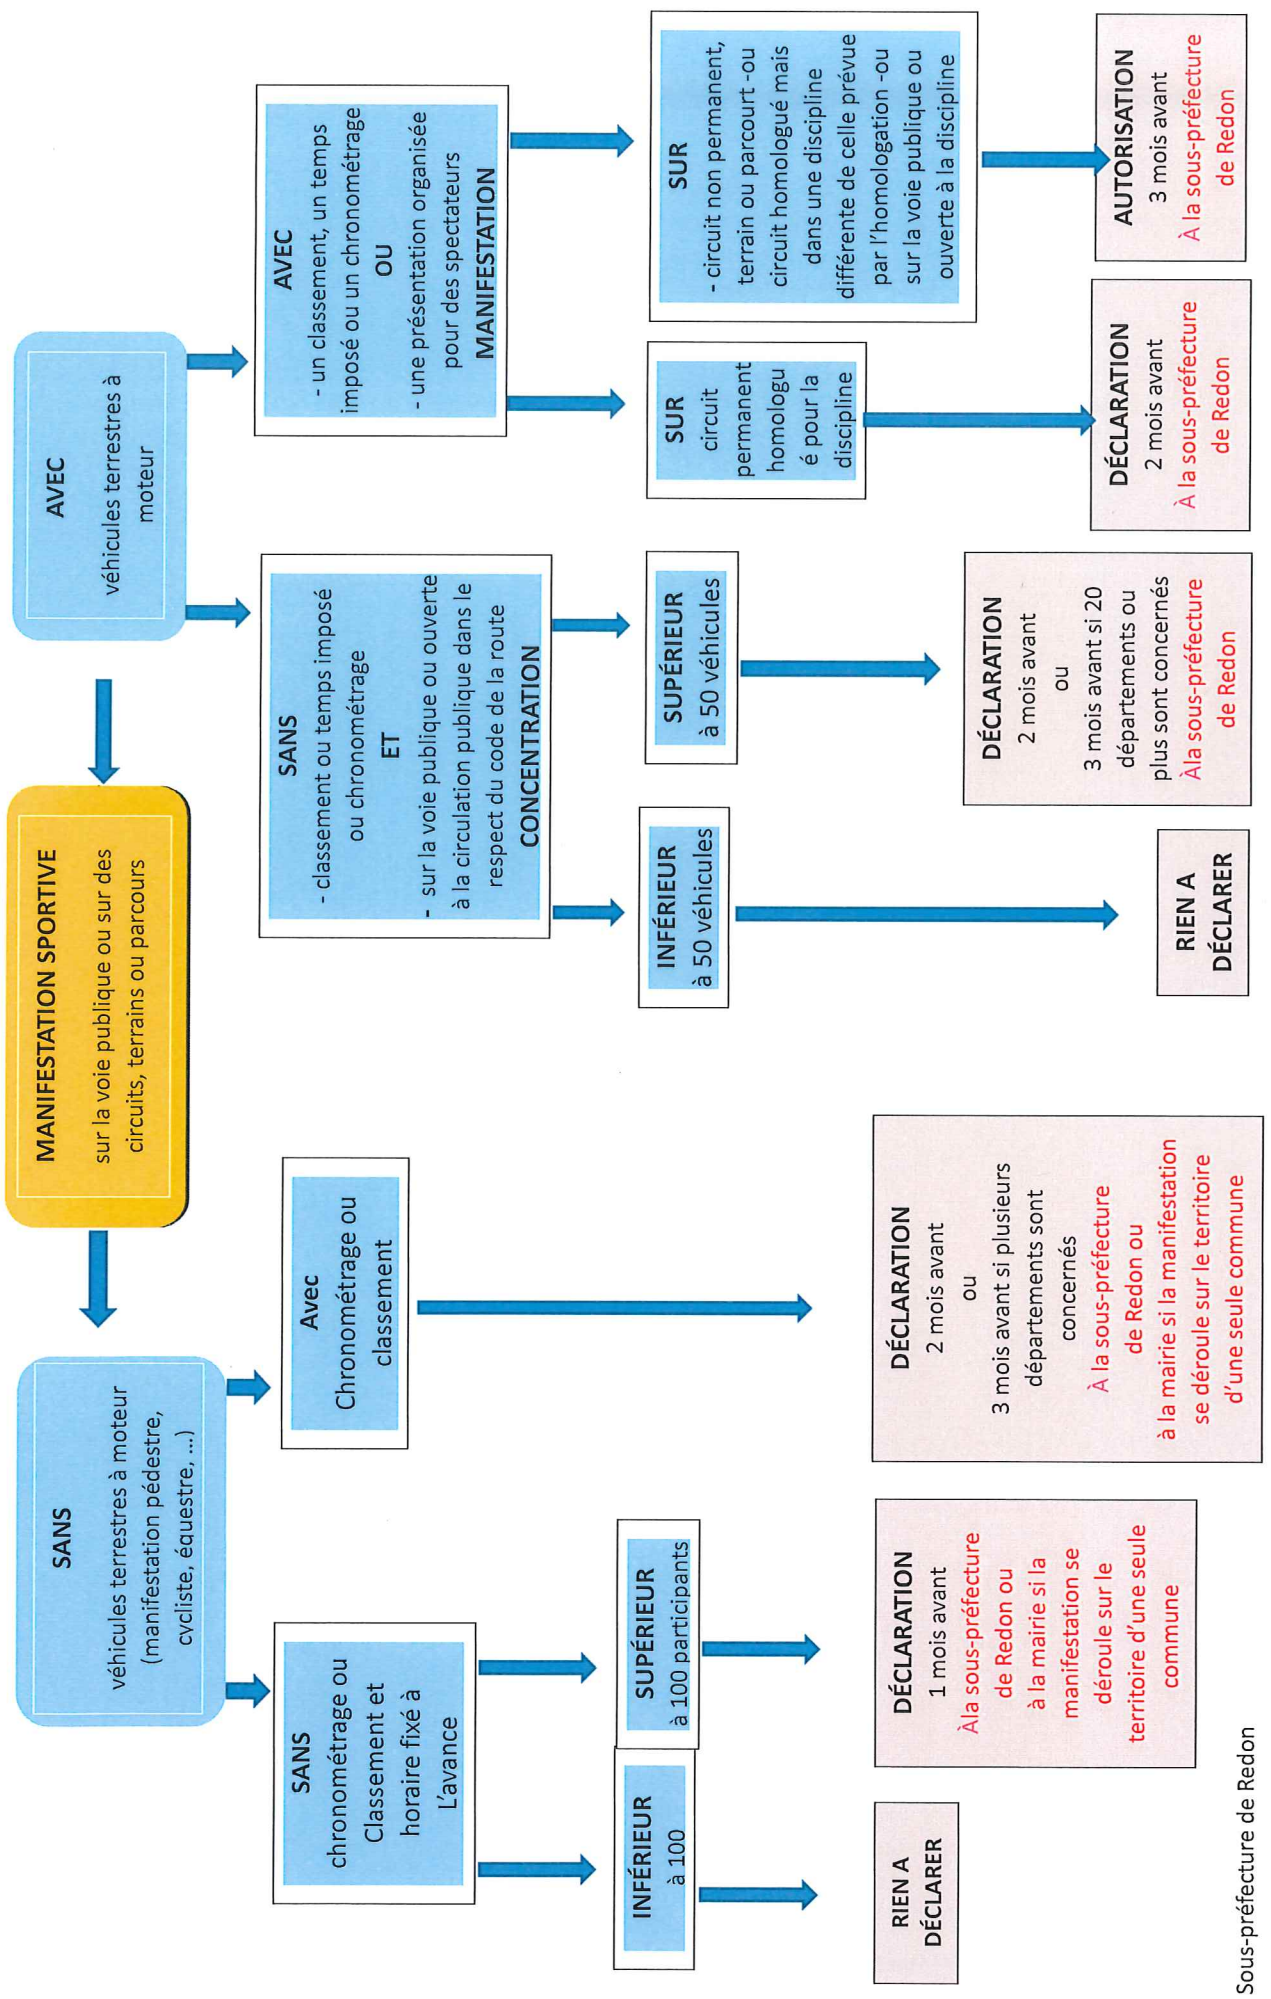 MANIFESTATION SPORTIVE
sur la voie publique ou sur des
circuits, terrains ou parcours
SANS
véhicules terrestres à moteur
(manifestation pédestre,
cycliste, équestre, ...)
AVEC
véhicules terrestres à
moteur
SANS
chronométrage ou
Classement et
horaire fixé à
L'avance
Avec
Chronométrage ou
classement
SANS
- classement ou temps imposé
ou chronométrage
ET
- sur la voie publique ou ouverte
à la circulation publique dans le
respect du code de la route
CONCENTRATION
AVEC
- un classement, un temps
imposé ou un chronométrage
OU
- une présentation organisée
pour des spectateurs
MANIFESTATION
INFÉRIEUR
à 100
SUPÉRIEUR
à 100 participants
INFÉRIEUR
à 50 véhicules
SUPÉRIEUR
à 50 véhicules
SUR
circuit
permanent
homologu
é pour la
discipline
SUR
- circuit non permanent,
terrain ou parcourt -ou
circuit homologué mais
dans une discipline
différente de celle prévue
par l'homologation -ou
sur la voie publique ou
ouverte à la discipline
RIEN A
DÉCLARER
DÉCLARATION
1 mois avant
Àla sous-préfecture
de Redon ou
à la mairie si la
manifestation se
déroule sur le
territoire d'une seule
commune
DÉCLARATION
2 mois avant
ou
3 mois avant si plusieurs
départements sont
concernés
À la sous-préfecture
de Redon ou
à la mairie si la manifestation
se déroule sur le territoire
d'une seule commune
RIEN A
DÉCLARER
DÉCLARATION
2 mois avant
ou
3 mois avant si 20
départements ou
plus sont concernés
Àla sous-préfecture
de Redon
DÉCLARATION
2 mois avant
À la sous-préfecture
de Redon
AUTORISATION
3 mois avant
À la sous-préfecture
de Redon
Sous-préfecture de Redon